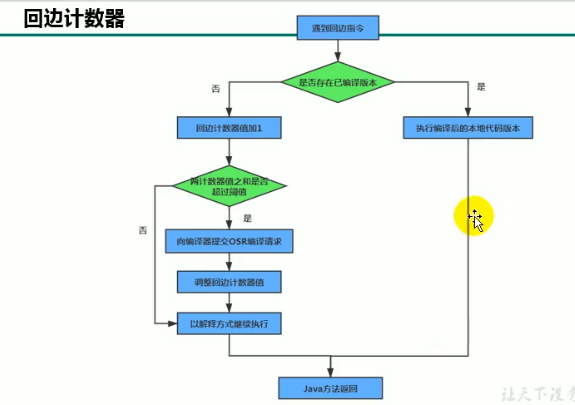 回边计数器
遇到回边指令
是否存在已编译版本
否
是
回边计数器值加1
执行编译后的本地代码版本
两计数器值之和是否
超过阈值
否
是
向编译器提交OSR编译请求
调整回边计数器值
以解释方式继续执行
Java方法返回
让天下没